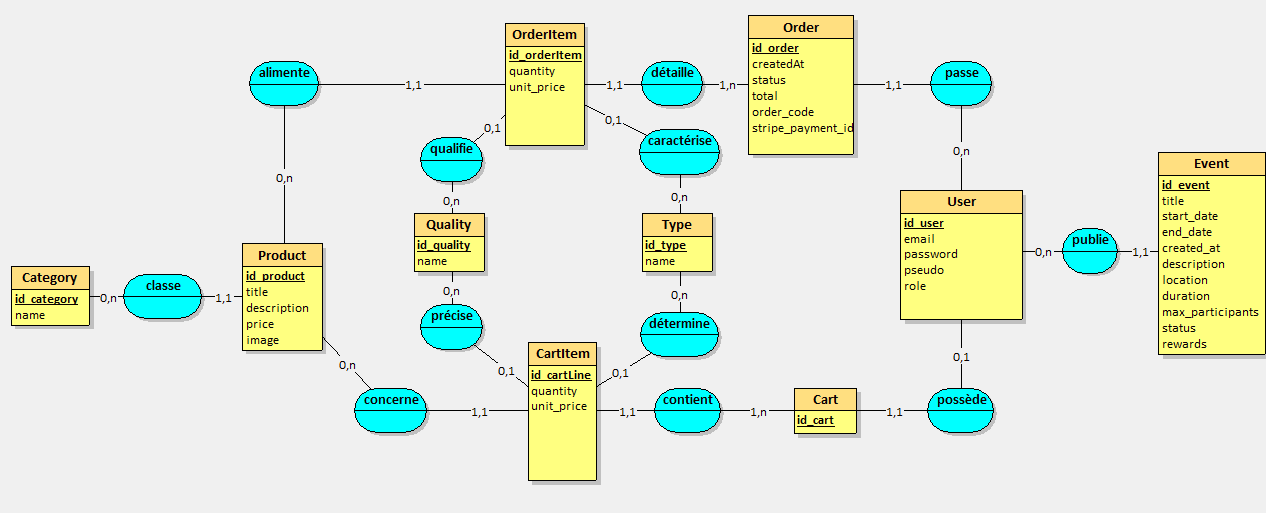 OrderItem
id_orderItem
quantity
unit_price
Order
id_order
createdAt
status
total
order_code
stripe_payment_id
alimente
1,1
1,1
détaille
1,n
1,1
passe
0,1
0,1
qualifie
caractérise
0,n
0,n
0,n
0,n
Quality
id_quality
name
Type
id_type
name
User
id_user
email
password
pseudo
role
0,n
publie
1,1
Event
id_event
title
start_date
end_date
created_at
description
location
duration
max_participants
status
rewards
Category
id_category
name
0,n
classe
1,1
Product
id_product
title
description
price
image
0,n
0,n
précise
détermine
0,n
0,1
0,1
0,1
CartItem
id_cartLine
quantity
unit_price
concerne
1,1
1,1
contient
1,n
Cart
id_cart
1,1
possède